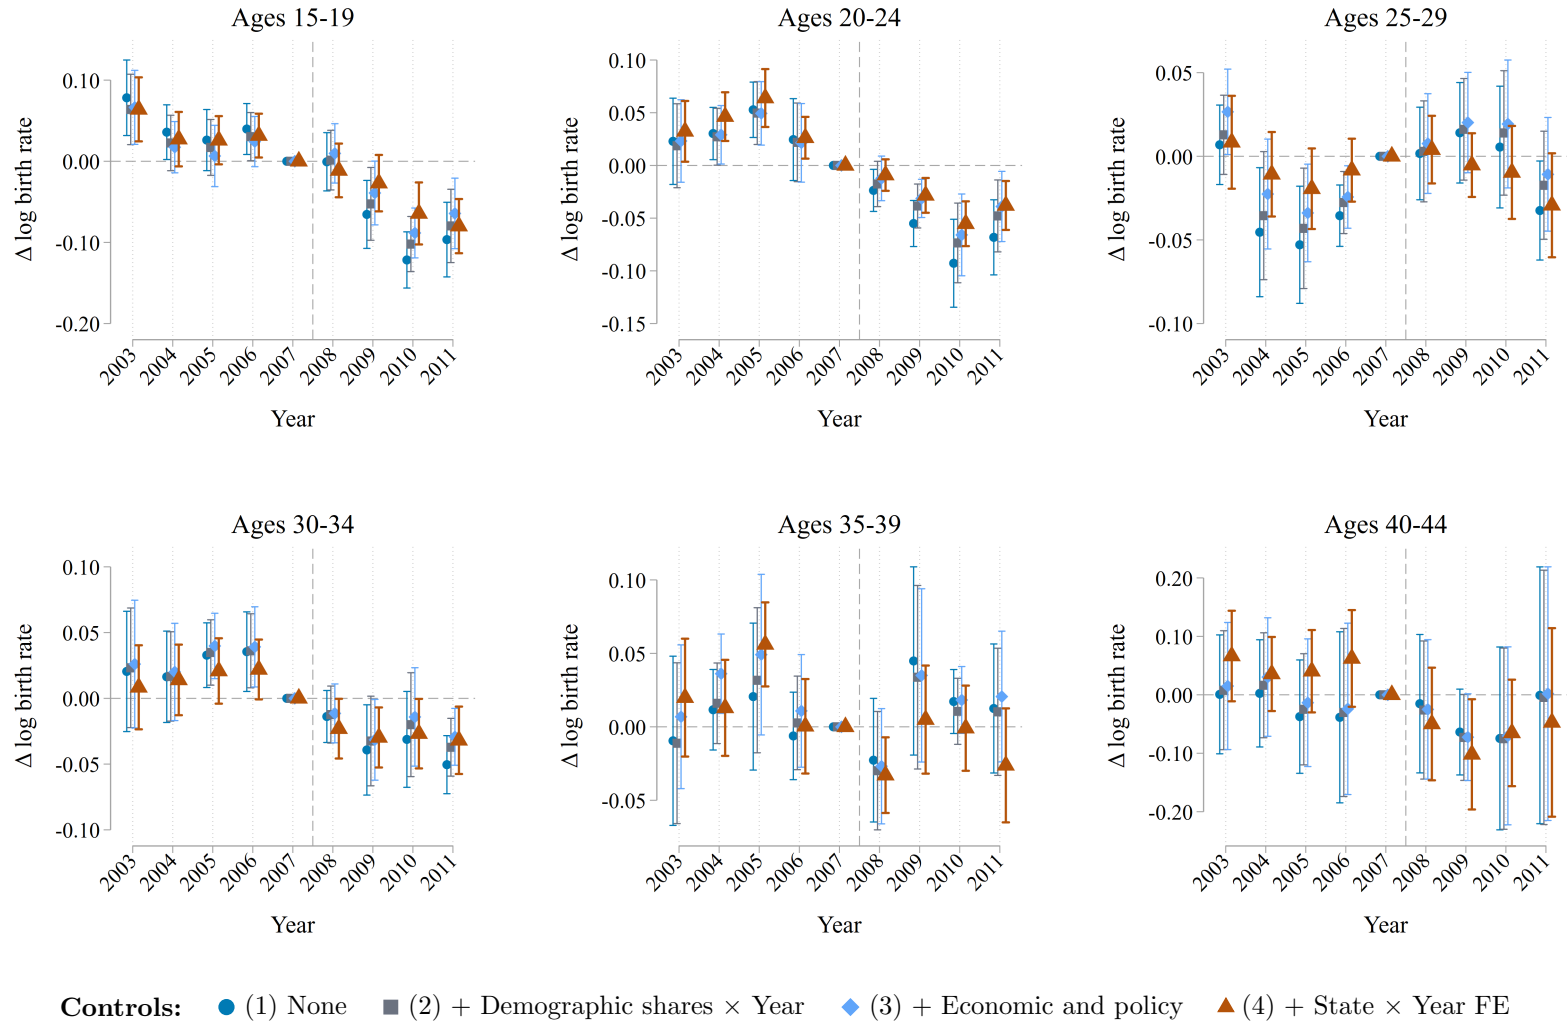 Ages 15-19
Δ log birth rate
0.10
0.00
-0.10
-0.20
2003 2004 2005 2006 2007 2008 2009 2010 2011
Year
Ages 20-24
Δ log birth rate
0.10
0.05
0.00
-0.05
-0.10
-0.15
2003 2004 2005 2006 2007 2008 2009 2010 2011
Year
Ages 25-29
Δ log birth rate
0.05
0.00
-0.05
-0.10
2003 2004 2005 2006 2007 2008 2009 2010 2011
Year
Ages 30-34
Δ log birth rate
0.10
0.05
0.00
-0.05
-0.10
2003 2004 2005 2006 2007 2008 2009 2010 2011
Year
Ages 35-39
Δ log birth rate
0.10
0.05
0.00
-0.05
2003 2004 2005 2006 2007 2008 2009 2010 2011
Year
Ages 40-44
Δ log birth rate
0.20
0.10
0.00
-0.10
-0.20
2003 2004 2005 2006 2007 2008 2009 2010 2011
Year
Controls: (1) None (2) + Demographic shares × Year (3) + Economic and policy (4) + State × Year FE